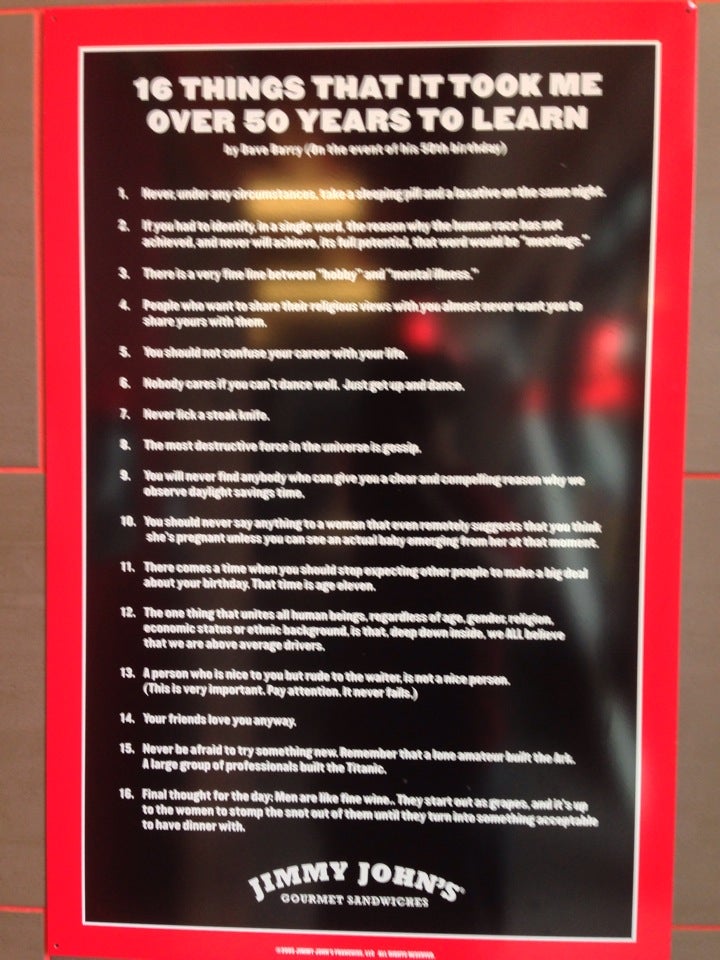 16 THINGS THAT IT TOOK ME
OVER 50 YEARS TO LEARN
by Dave Barry (On the event of his 50th birthday)
1. Never, under any circumstances, take a sleeping pill and a laxative on the same night.
2. If you had to identify, in a single word, the reason why the human race has not
achieved, and never will achieve, its full potential, that word would be "meetings."
3. There is a very fine line between "hobby" and "mental illness."
4. People who want to share their religious views with you almost never want you to
share yours with them.
5. You should not confuse your career with your life.
6. Nobody cares if you can't dance well. Just get up and dance.
7. Never lick a steak knife.
8. The most destructive force in the universe is gossip.
9. You will never find anybody who can give you a clear and compelling reason why we
observe daylight savings time.
10. You should never say anything to a woman that even remotely suggests that you think
she's pregnant unless you can see an actual baby emerging from her at that moment.
11. There comes a time when you should stop expecting other people to make a big deal
about your birthday. That time is age eleven.
12. The one thing that unites all human beings, regardless of age, gender, religion,
economic status or ethnic background, is that, deep down inside, we ALL believe
that we are above average drivers.
13. A person who is nice to you but rude to the waiter, is not a nice person.
(This is very important. Pay attention. It never fails.)
14. Your friends love you anyway.
15. Never be afraid to try something new. Remember that a lone amateur built the Ark.
A large group of professionals built the Titanic.
16. Final thought for the day: Men are like fine wine.. They start out as grapes, and it's up
to the women to stomp the snot out of them until they turn into something acceptable
to have dinner with.
JIMMY JOHN'S®
GOURMET SANDWICHES
JIMMY JOHN'S FRANCHISE, LLC ALL RIGHTS RESERVED.